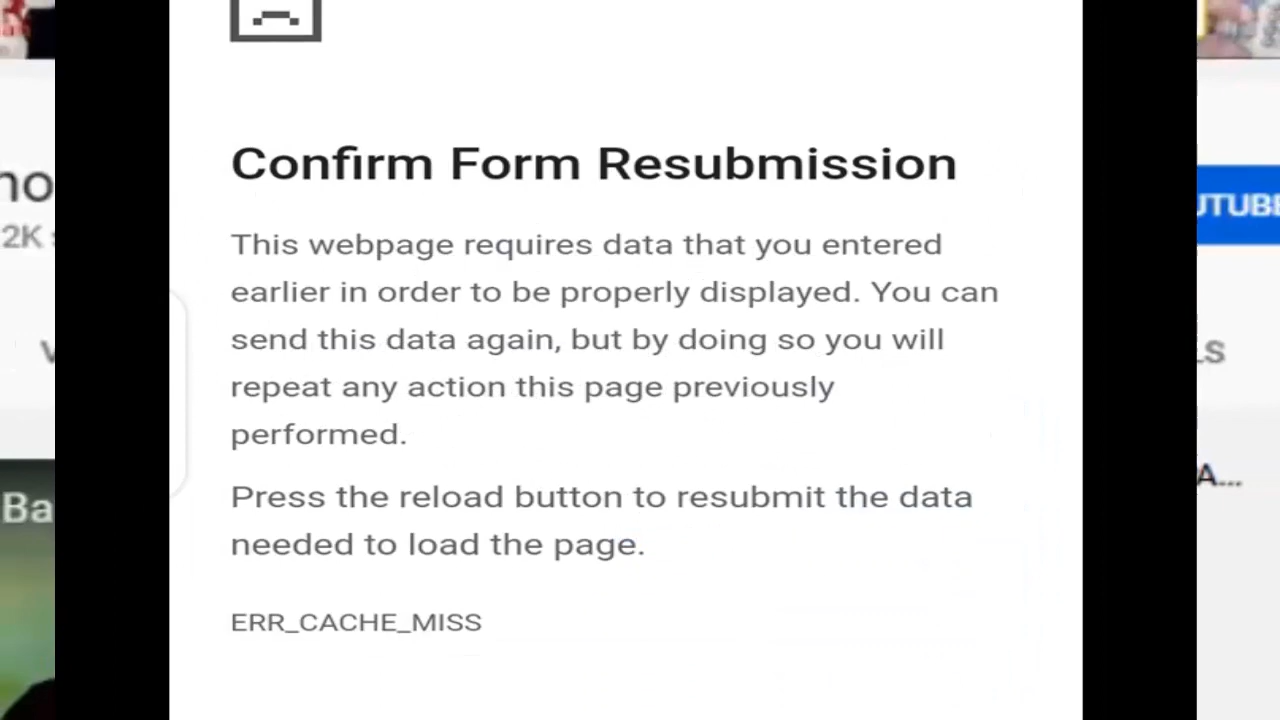 Confirm Form Resubmission
This webpage requires data that you entered
earlier in order to be properly displayed. You can
send this data again, but by doing so you will
repeat any action this page previously
performed.
Press the reload button to resubmit the data
needed to load the page.
ERR_CACHE_MISS
2K
Ba
A...